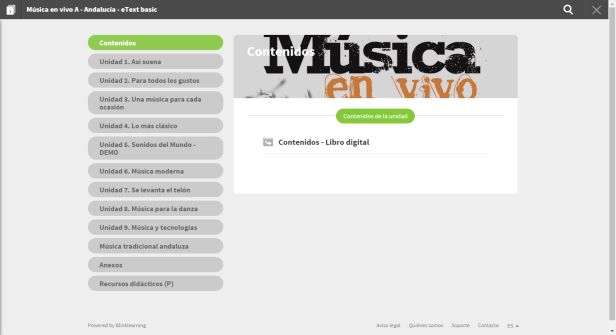 Música en vivo A - Andalucía - eText basic
Contenidos
Unidad 1. Así suena
Unidad 2. Para todos los gustos
Unidad 3. Una música para cada
ocasión
Unidad 4. Lo más clásico
Unidad 5. Sonidos del Mundo -
DEMO
Unidad 6. Música moderna
Unidad 7. Se levanta el telón
Unidad 8. Música para la danza
Unidad 9. Música y tecnologías
Música tradicional andaluza
Anexos
Recursos didácticos (P)
Contenidos
Música
en vivo
Contenidos de la unidad
Contenidos - Libro digital
Powered by Blinklearning
Aviso legal Quiénes somos Soporte Contacto ES